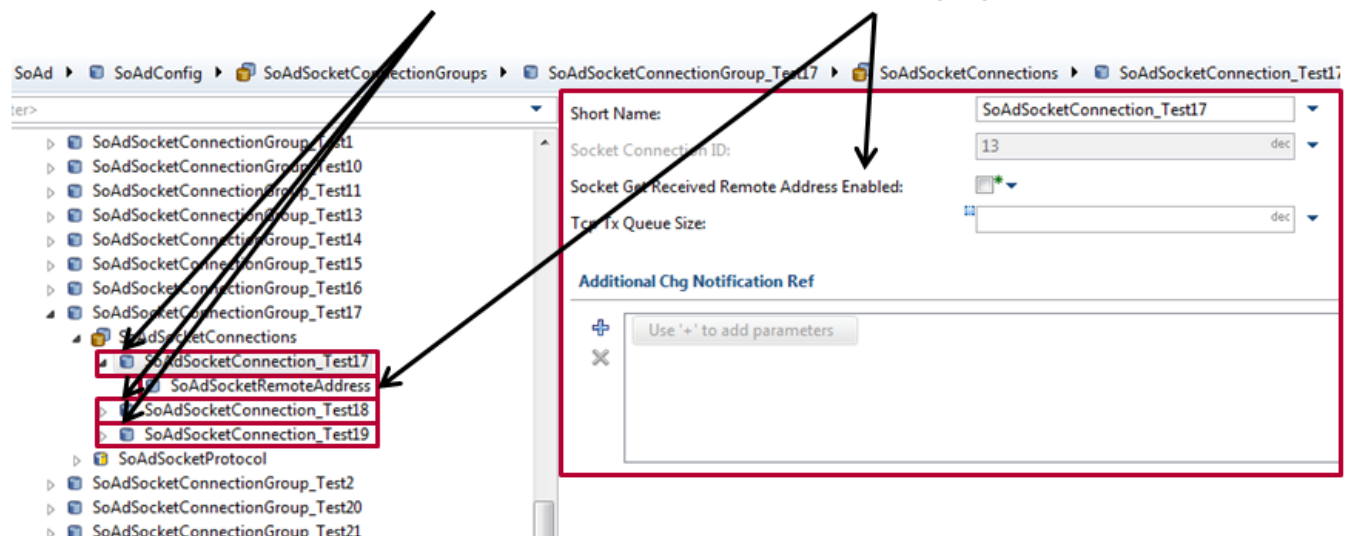 SoAd SoAdConfig SoAdSocketConnectionGroups SoAdSocketConnectionGroup_Test17 SoAdSocketConnections SoAdSocketConnection_Test17
ter>
SoAdSocketConnectionGroup_Test1
SoAdSocketConnectionGroup_Test10
SoAdSocketConnectionGroup_Test11
SoAdSocketConnectionGroup_Test13
SoAdSocketConnectionGroup_Test14
SoAdSocketConnectionGroup_Test15
SoAdSocketConnectionGroup_Test16
SoAdSocketConnectionGroup_Test17
SoAdSocketConnections
SoAdSocketConnection_Test17
SoAdSocketRemoteAddress
SoAdSocketConnection_Test18
SoAdSocketConnection_Test19
SoAdSocketProtocol
SoAdSocketConnectionGroup_Test2
SoAdSocketConnectionGroup_Test20
SoAdSocketConnectionGroup_Test21
Short Name: SoAdSocketConnection_Test17
Socket Connection ID: 13 dec
Socket Get Received Remote Address Enabled:
Tcp Tx Queue Size: dec
Additional Chg Notification Ref
Use '+' to add parameters